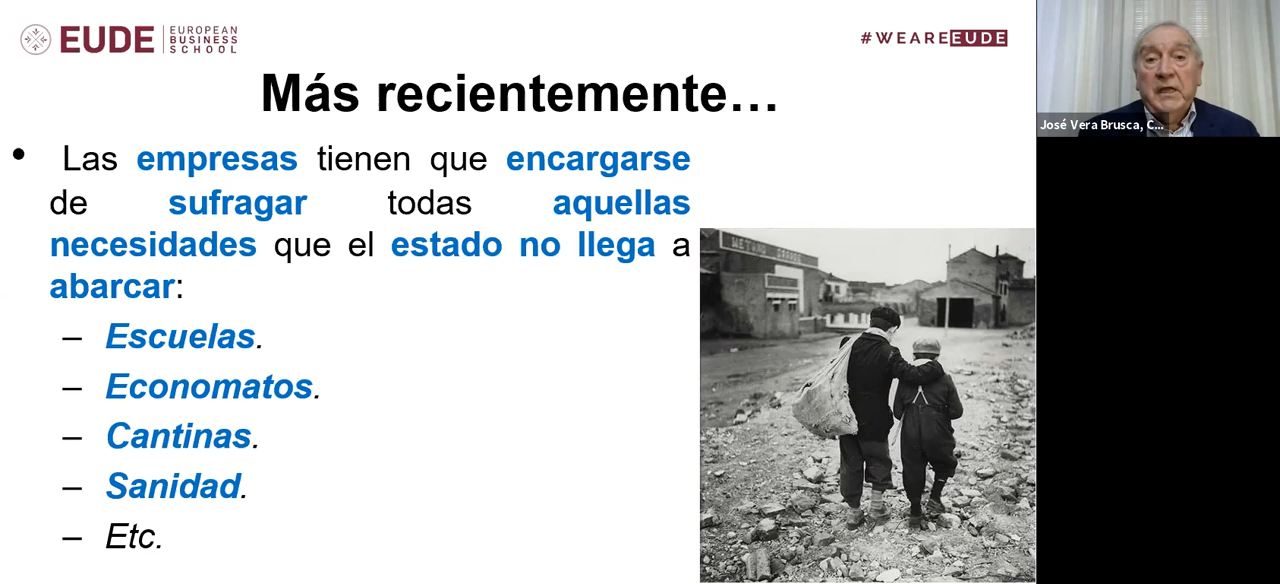 EUDE
EUROPEAN
BUSINESS
SCHOOL
#WEAREEUDE
Más recientemente…
• Las empresas tienen que encargarse
de sufragar todas aquellas
necesidades que el estado no llega a
abarcar:
– Escuelas.
– Economatos.
– Cantinas.
– Sanidad.
– Etc.
José Vera Brusca, C...